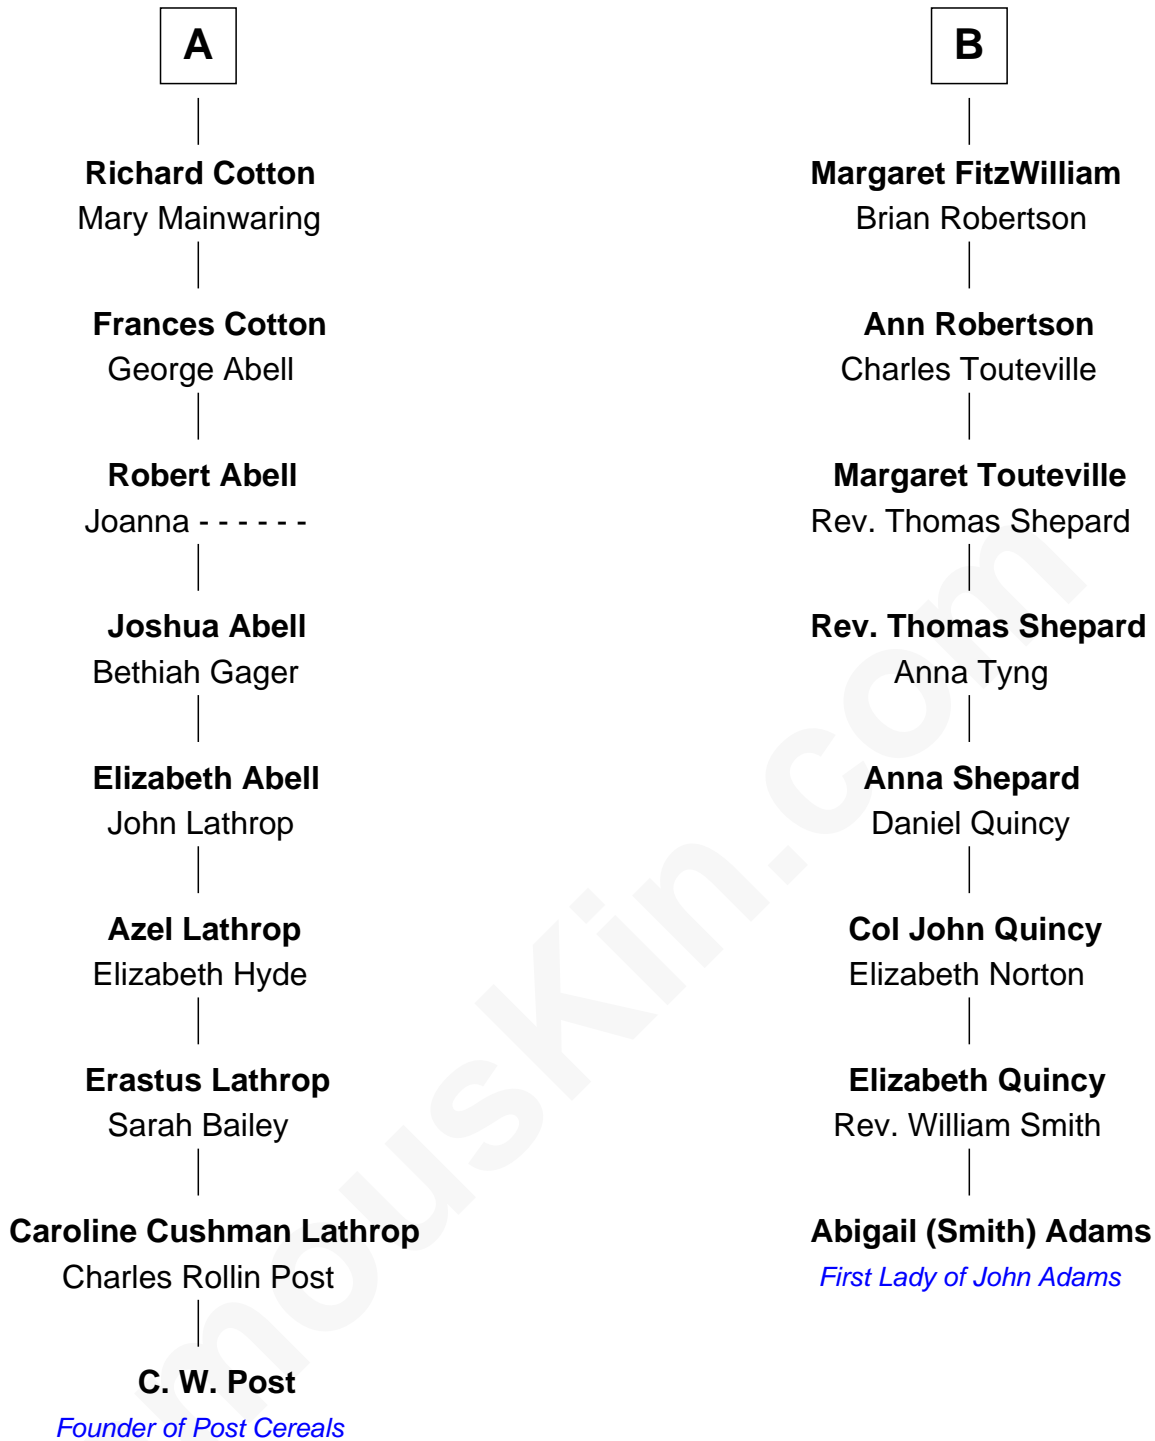 A
Richard Cotton
Mary Mainwaring
Frances Cotton
George Abell
Robert Abell
Joanna - - - - - -
Joshua Abell
Bethiah Gager
Elizabeth Abell
John Lathrop
Azel Lathrop
Elizabeth Hyde
Erastus Lathrop
Sarah Bailey
Caroline Cushman Lathrop
Charles Rollin Post
C. W. Post
Founder of Post Cereals
B
Margaret FitzWilliam
Brian Robertson
Ann Robertson
Charles Touteville
Margaret Touteville
Rev. Thomas Shepard
Rev. Thomas Shepard
Anna Tyng
Anna Shepard
Daniel Quincy
Col John Quincy
Elizabeth Norton
Elizabeth Quincy
Rev. William Smith
Abigail (Smith) Adams
First Lady of John Adams
mouskin.com